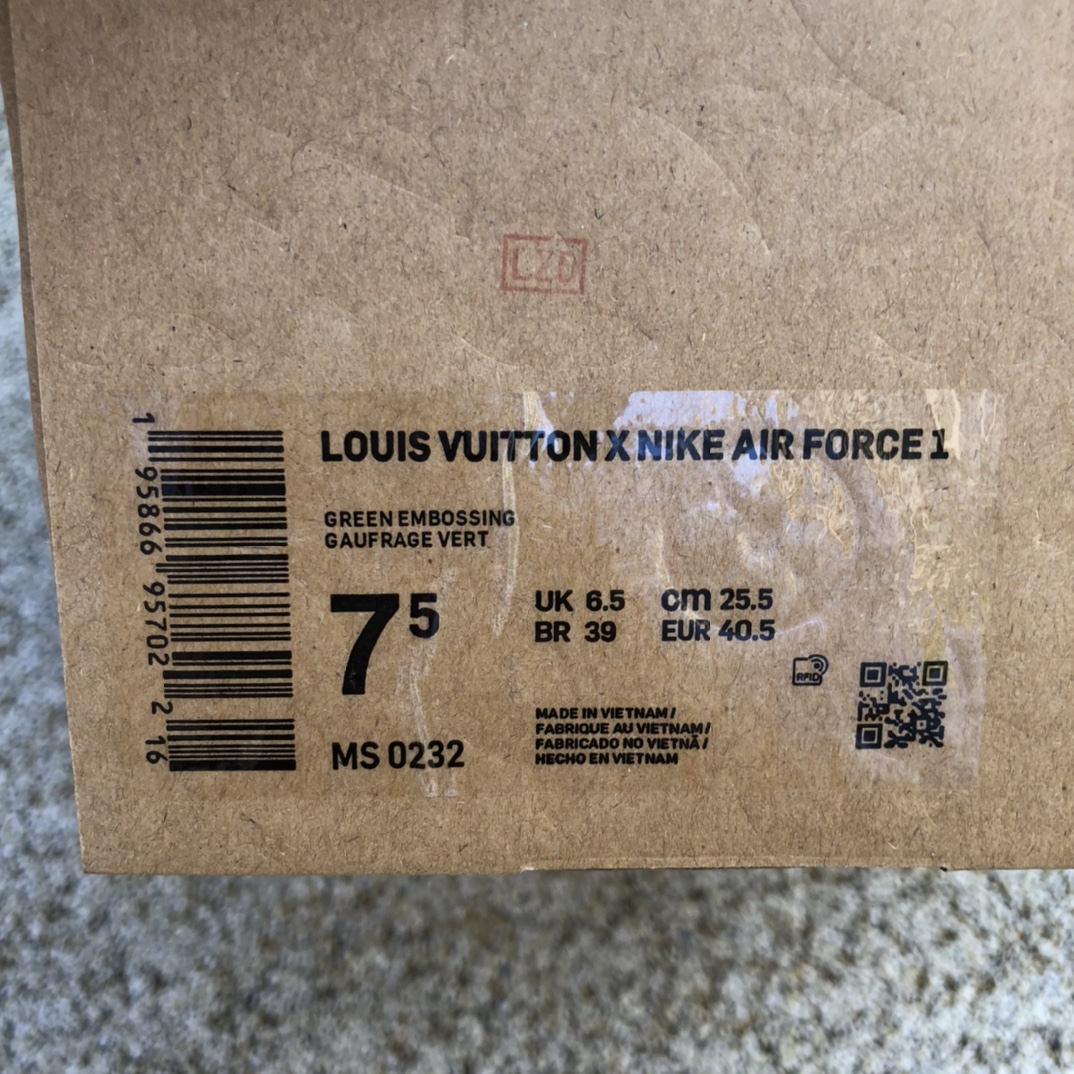 LZD
LOUIS VUITTON X NIKE AIR FORCE 1
GREEN EMBOSSING
GAUFRAGE VERT
7 5
UK 6.5 cm 25.5
BR 39 EUR 40.5
RFID
MADE IN VIETNAM /
FABRIQUE AU VIETNAM /
FABRICADO NO VIETNÃ /
HECHO EN VIETNAM
MS 0232
1 95866 95702 2 16